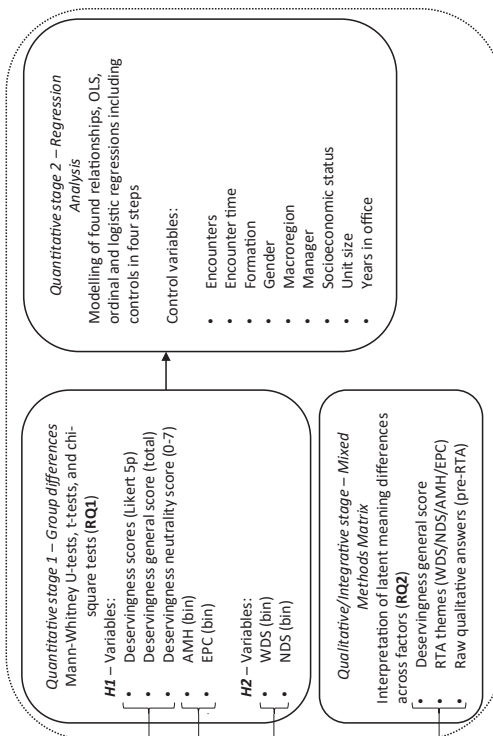 Quantitative stage 1 – Group differences
Mann-Whitney U-tests, t-tests, and chi-
square tests (RQ1)
H1 – Variables:
• Deservingness scores (Likert 5p)
• Deservingness general score (total)
• Deservingness neutrality score (0-7)
• AMH (bin)
• EPC (bin)
H2 – Variables:
• WDS (bin)
• NDS (bin)
Quantitative stage 2 – Regression
Analysis
Modelling of found relationships, OLS,
ordinal and logistic regressions including
controls in four steps
Control variables:
• Encounters
• Encounter time
• Formation
• Gender
• Macroregion
• Manager
• Socioeconomic status
• Unit size
• Years in office
Qualitative/Integrative stage – Mixed
Methods Matrix
Interpretation of latent meaning differences
across factors (RQ2)
• Deservingness general score
• RTA themes (WDS/NDS/AMH/EPC)
• Raw qualitative answers (pre-RTA)